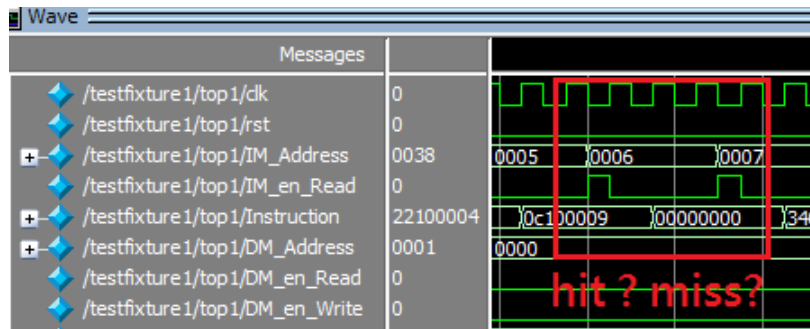 Wave
Messages
/testfixture1/top1/clk 0
/testfixture1/top1/rst 0
/testfixture1/top1/IM_Address 0038 0005 0006 0007
/testfixture1/top1/IM_en_Read 0
/testfixture1/top1/Instruction 22100004 0c100009 00000000
/testfixture1/top1/DM_Address 0001 0000
/testfixture1/top1/DM_en_Read 0
/testfixture1/top1/DM_en_Write 0
hit ? miss?